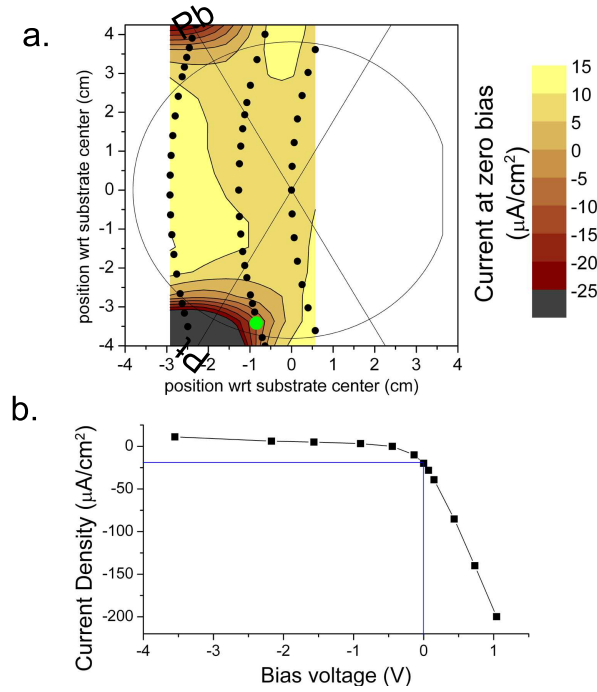 a.
Pb
4
3
2
1
0
-1
-2
-3
-4
position wrt substrate center (cm)
-4 -3 -2 -1 0 1 2 3 4
position wrt substrate center (cm)
Pt
Current at zero bias
(μA/cm²)
15
10
5
0
-5
-10
-15
-20
-25
b.
0
-50
-100
-150
-200
Current Density (μA/cm²)
-4 -3 -2 -1 0 1
Bias voltage (V)